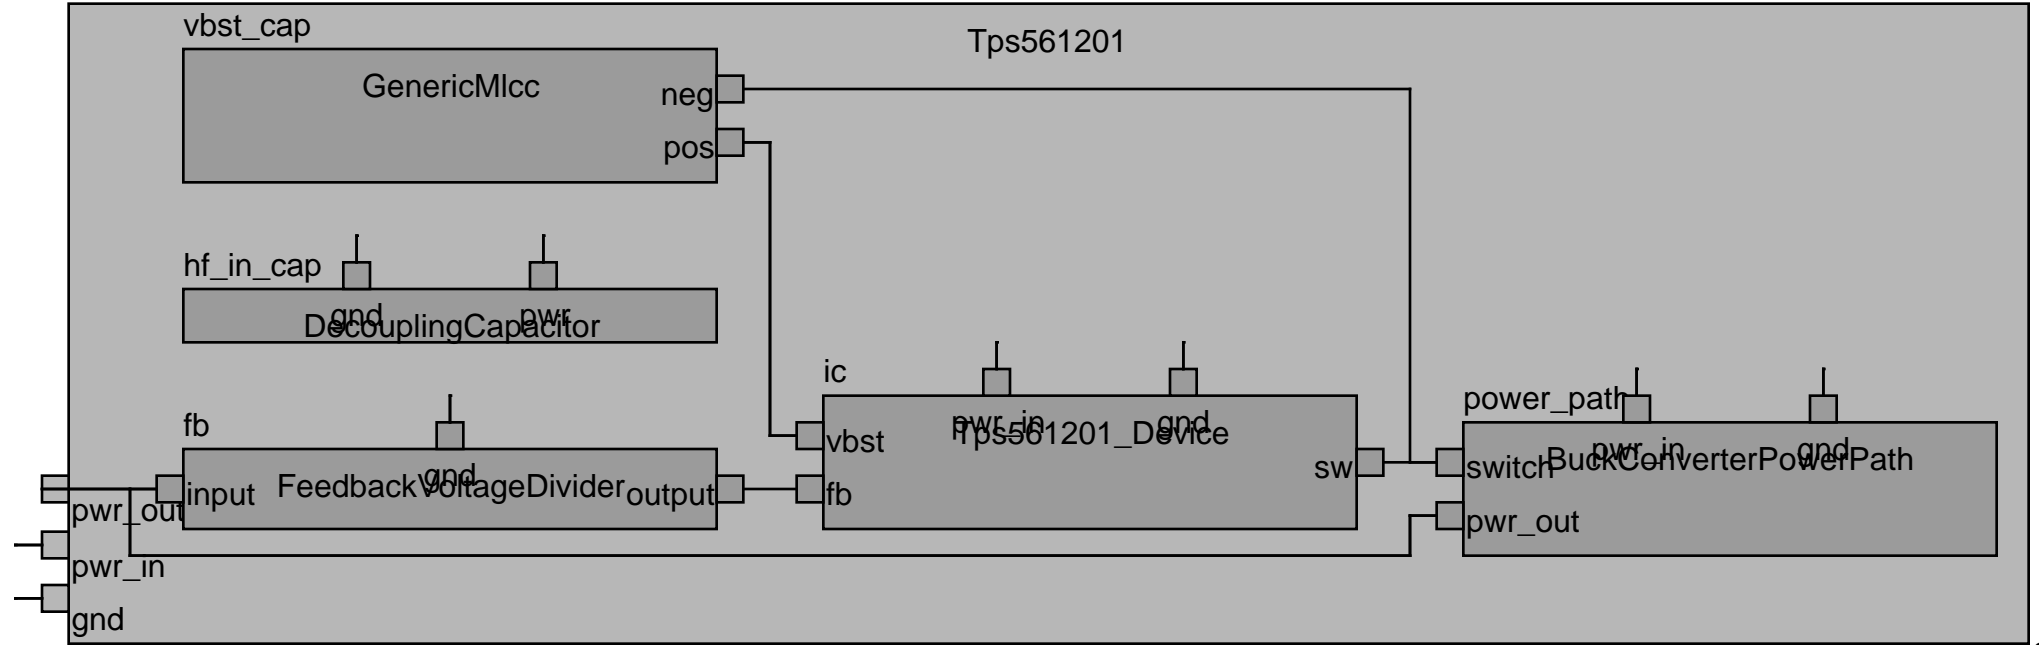 vbst_cap
Tps561201
GenericMlcc
neg
pos
hf_in_cap
gnd
pwr
DecouplingCapacitor
ic
power_path
fb
pwr_in
gnd
Tps561201_Device
vbst
sw
pwr_in
gnd
BuckConverterPowerPath
switch
gnd
FeedbackVoltageDivider
input
output
fb
pwr_out
pwr_out
pwr_in
gnd